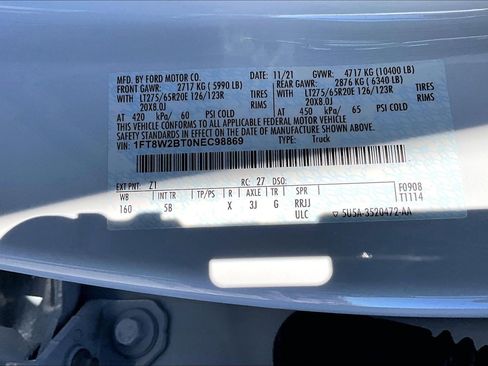 MFD. BY FORD MOTOR CO.
11/21 GVWR: 4717 KG (10400 LB)
FRONT GAWR: 2717 KG ( 5990 LB)
REAR GAWR: 2876 KG ( 6340 LB)
WITH LT275/65R20E 126/123R TIRES
WITH LT275/65R20E 126/123R TIRES
20X8.0J RIMS
20X8.0J RIMS
AT 420 kPa/ 60 PSI COLD
AT 450 kPa/ 65 PSI COLD
THIS VEHICLE CONFORMS TO ALL APPLICABLE FEDERAL MOTOR VEHICLE
SAFETY STANDARDS IN EFFECT ON THE DATE OF MANUFACTURE SHOWN ABOVE.
VIN: 1FT8W2BT0NEC98869
TYPE: Truck
EXT PNT: Z1 RC: 27 DSO:
WB INT TR TP/PS R AX TR SPR
160 5B X 3J G RRJJ
ULC
F0908
T1114
5U5A-3520472-AA